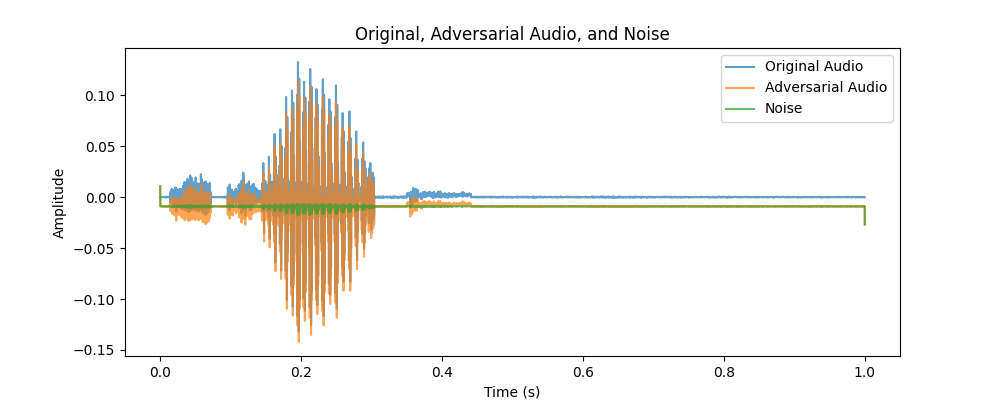 Original, Adversarial Audio, and Noise
Original Audio
Adversarial Audio
Noise
Amplitude
0.10
0.05
0.00
−0.05
−0.10
−0.15
0.0
0.2
0.4
0.6
0.8
1.0
Time (s)